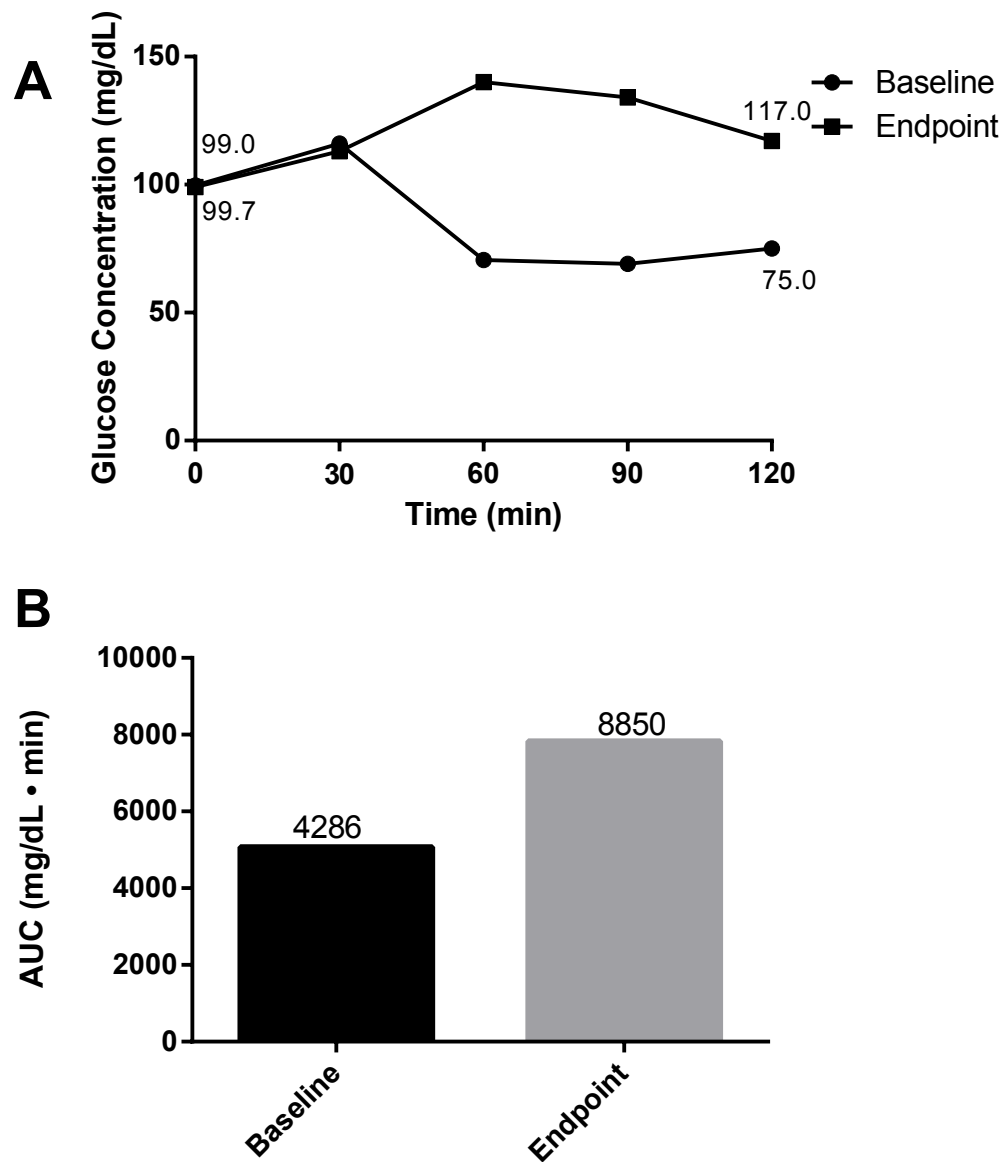 A
Glucose Concentration (mg/dL)
150
100
50
0
99.0
99.7
117.0
75.0
Baseline
Endpoint
0 30 60 90 120
Time (min)
B
AUC (mg/dL • min)
10000
8000
6000
4000
2000
0
4286
8850
Baseline
Endpoint